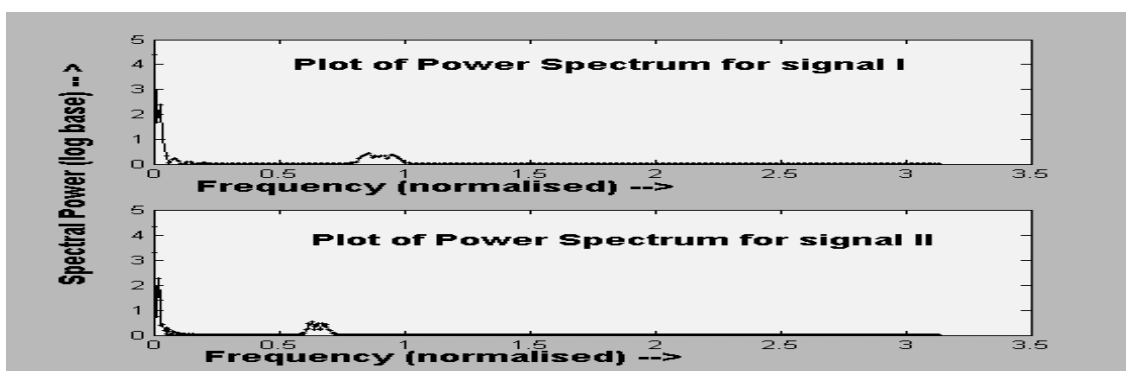 Spectral Power (log base) -->
5
Plot of Power Spectrum for signal I
4
3
2
1
0
0 0.5 1 1.5 2 2.5 3 3.5
Frequency (normalised) -->
5
Plot of Power Spectrum for signal II
4
3
2
1
0
0 0.5 1 1.5 2 2.5 3 3.5
Frequency (normalised) -->